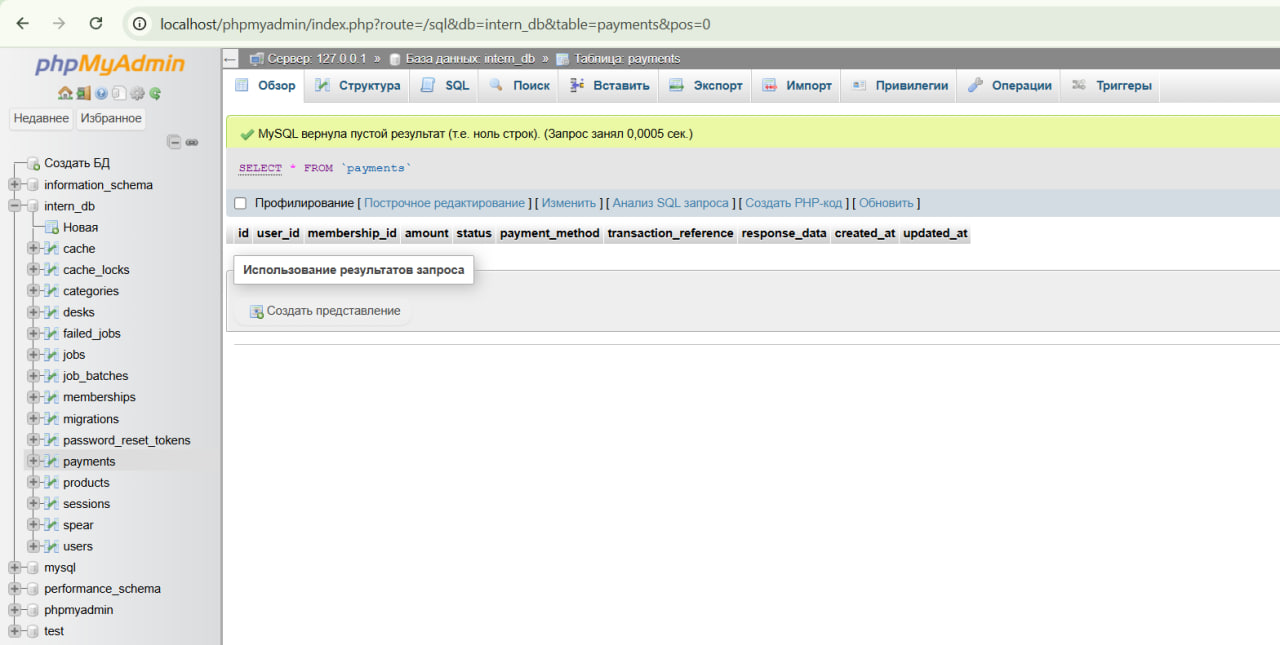 localhost/phpmyadmin/index.php?route=/sql&db=intern_db&table=payments&pos=0
phpMyAdmin
Недавнее Избранное
Создать БД
information_schema
intern_db
Новая
cache
cache_locks
categories
desks
failed_jobs
jobs
job_batches
memberships
migrations
password_reset_tokens
payments
products
sessions
spear
users
mysql
performance_schema
phpmyadmin
test
Сервер: 127.0.0.1 » База данных: intern_db » Таблица: payments
Обзор Структура SQL Поиск Вставить Экспорт Импорт Привилегии Операции Триггеры
MySQL вернула пустой результат (т.е. ноль строк). (Запрос занял 0,0005 сек.)
SELECT * FROM `payments`
Профилирование [ Построчное редактирование ] [ Изменить ] [ Анализ SQL запроса ] [ Создать PHP-код ] [ Обновить ]
id user_id membership_id amount status payment_method transaction_reference response_data created_at updated_at
Использование результатов запроса
Создать представление